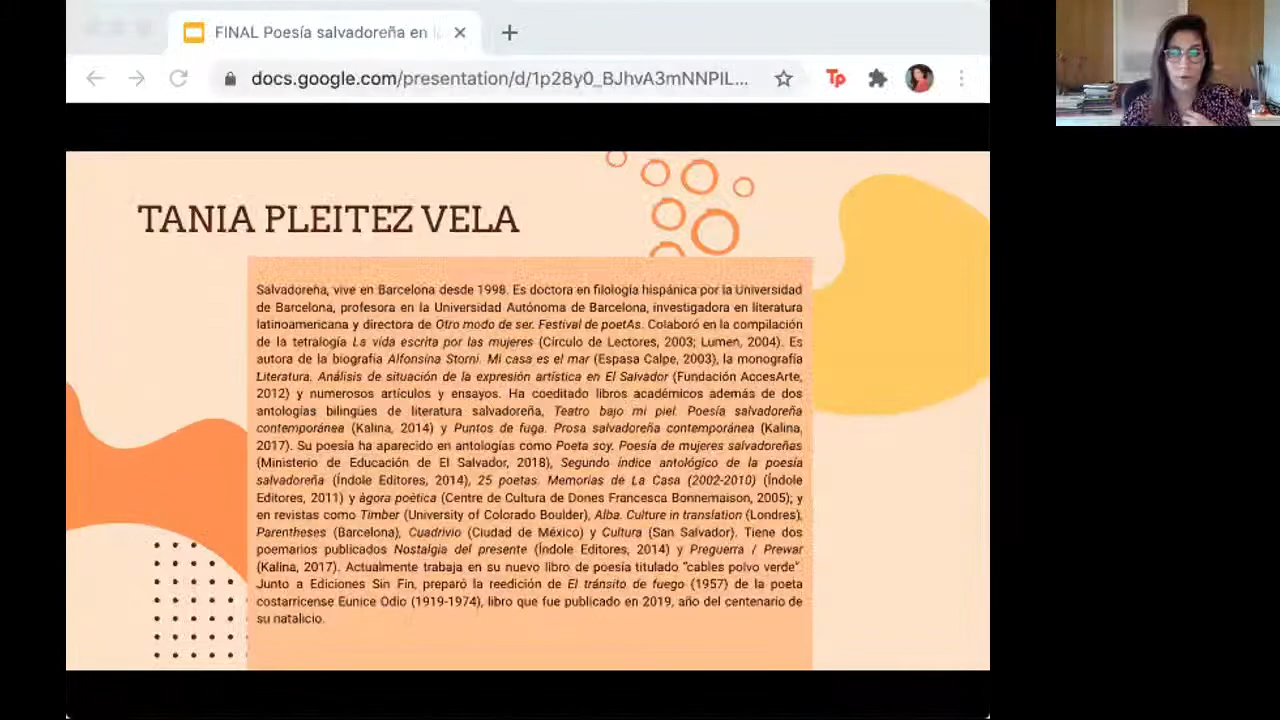 FINAL Poesía salvadoreña en l
docs.google.com/presentation/d/1p28y0_BJhvA3mNNPIL...
Tp
TANIA PLEITEZ VELA
Salvadoreña, vive en Barcelona desde 1998. Es doctora en filología hispánica por la Universidad
de Barcelona, profesora en la Universidad Autónoma de Barcelona, investigadora en literatura
latinoamericana y directora de Otro modo de ser. Festival de poetAs. Colaboró en la compilación
de la tetralogía La vida escrita por las mujeres (Círculo de Lectores, 2003; Lumen, 2004). Es
autora de la biografía Alfonsina Storni. Mi casa es el mar (Espasa Calpe, 2003), la monografía
Literatura. Análisis de situación de la expresión artística en El Salvador (Fundación AccesArte,
2012) y numerosos artículos y ensayos. Ha coeditado libros académicos además de dos
antologías bilingües de literatura salvadoreña, Teatro bajo mi piel. Poesía salvadoreña
contemporánea (Kalina, 2014) y Puntos de fuga. Prosa salvadoreña contemporánea (Kalina,
2017). Su poesía ha aparecido en antologías como Poeta soy. Poesía de mujeres salvadoreñas
(Ministerio de Educación de El Salvador, 2018), Segundo índice antológico de la poesía
salvadoreña (Índole Editores, 2014), 25 poetas. Memorias de La Casa (2002-2010) (Índole
Editores, 2011) y ágora poética (Centre de Cultura de Dones Francesca Bonnemaison, 2005); y
en revistas como Timber (University of Colorado Boulder), Alba. Culture in translation (Londres),
Parentheses (Barcelona), Cuadrivio (Ciudad de México) y Cultura (San Salvador). Tiene dos
poemarios publicados Nostalgia del presente (Índole Editores, 2014) y Preguerra / Prewar
(Kalina, 2017). Actualmente trabaja en su nuevo libro de poesía titulado "cables polvo verde".
Junto a Ediciones Sin Fin, preparó la reedición de El tránsito de fuego (1957) de la poeta
costarricense Eunice Odio (1919-1974), libro que fue publicado en 2019, año del centenario de
su natalicio.